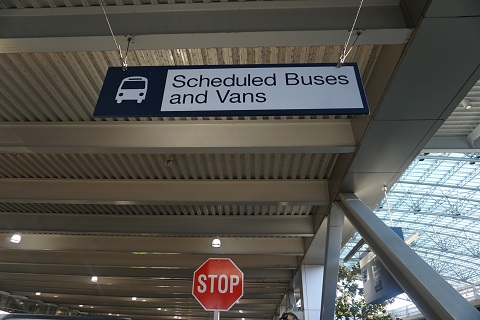 Scheduled Buses
and Vans
STOP